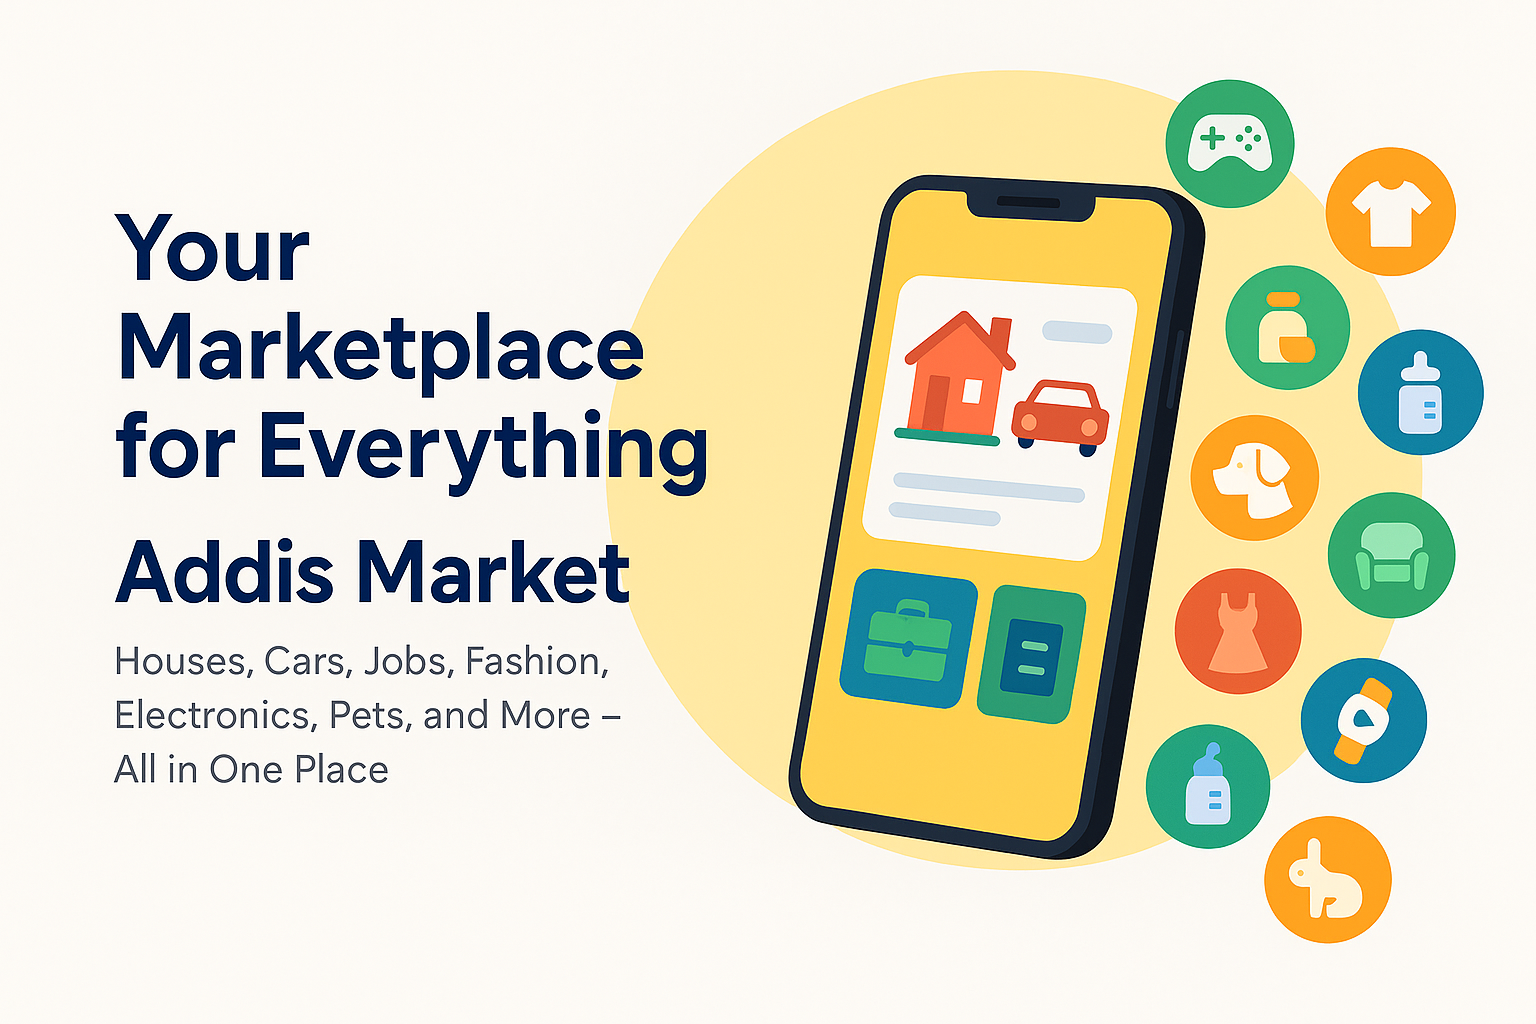 Your
Marketplace
for Everything
Addis Market
Houses, Cars, Jobs, Fashion,
Electronics, Pets, and More –
All in One Place